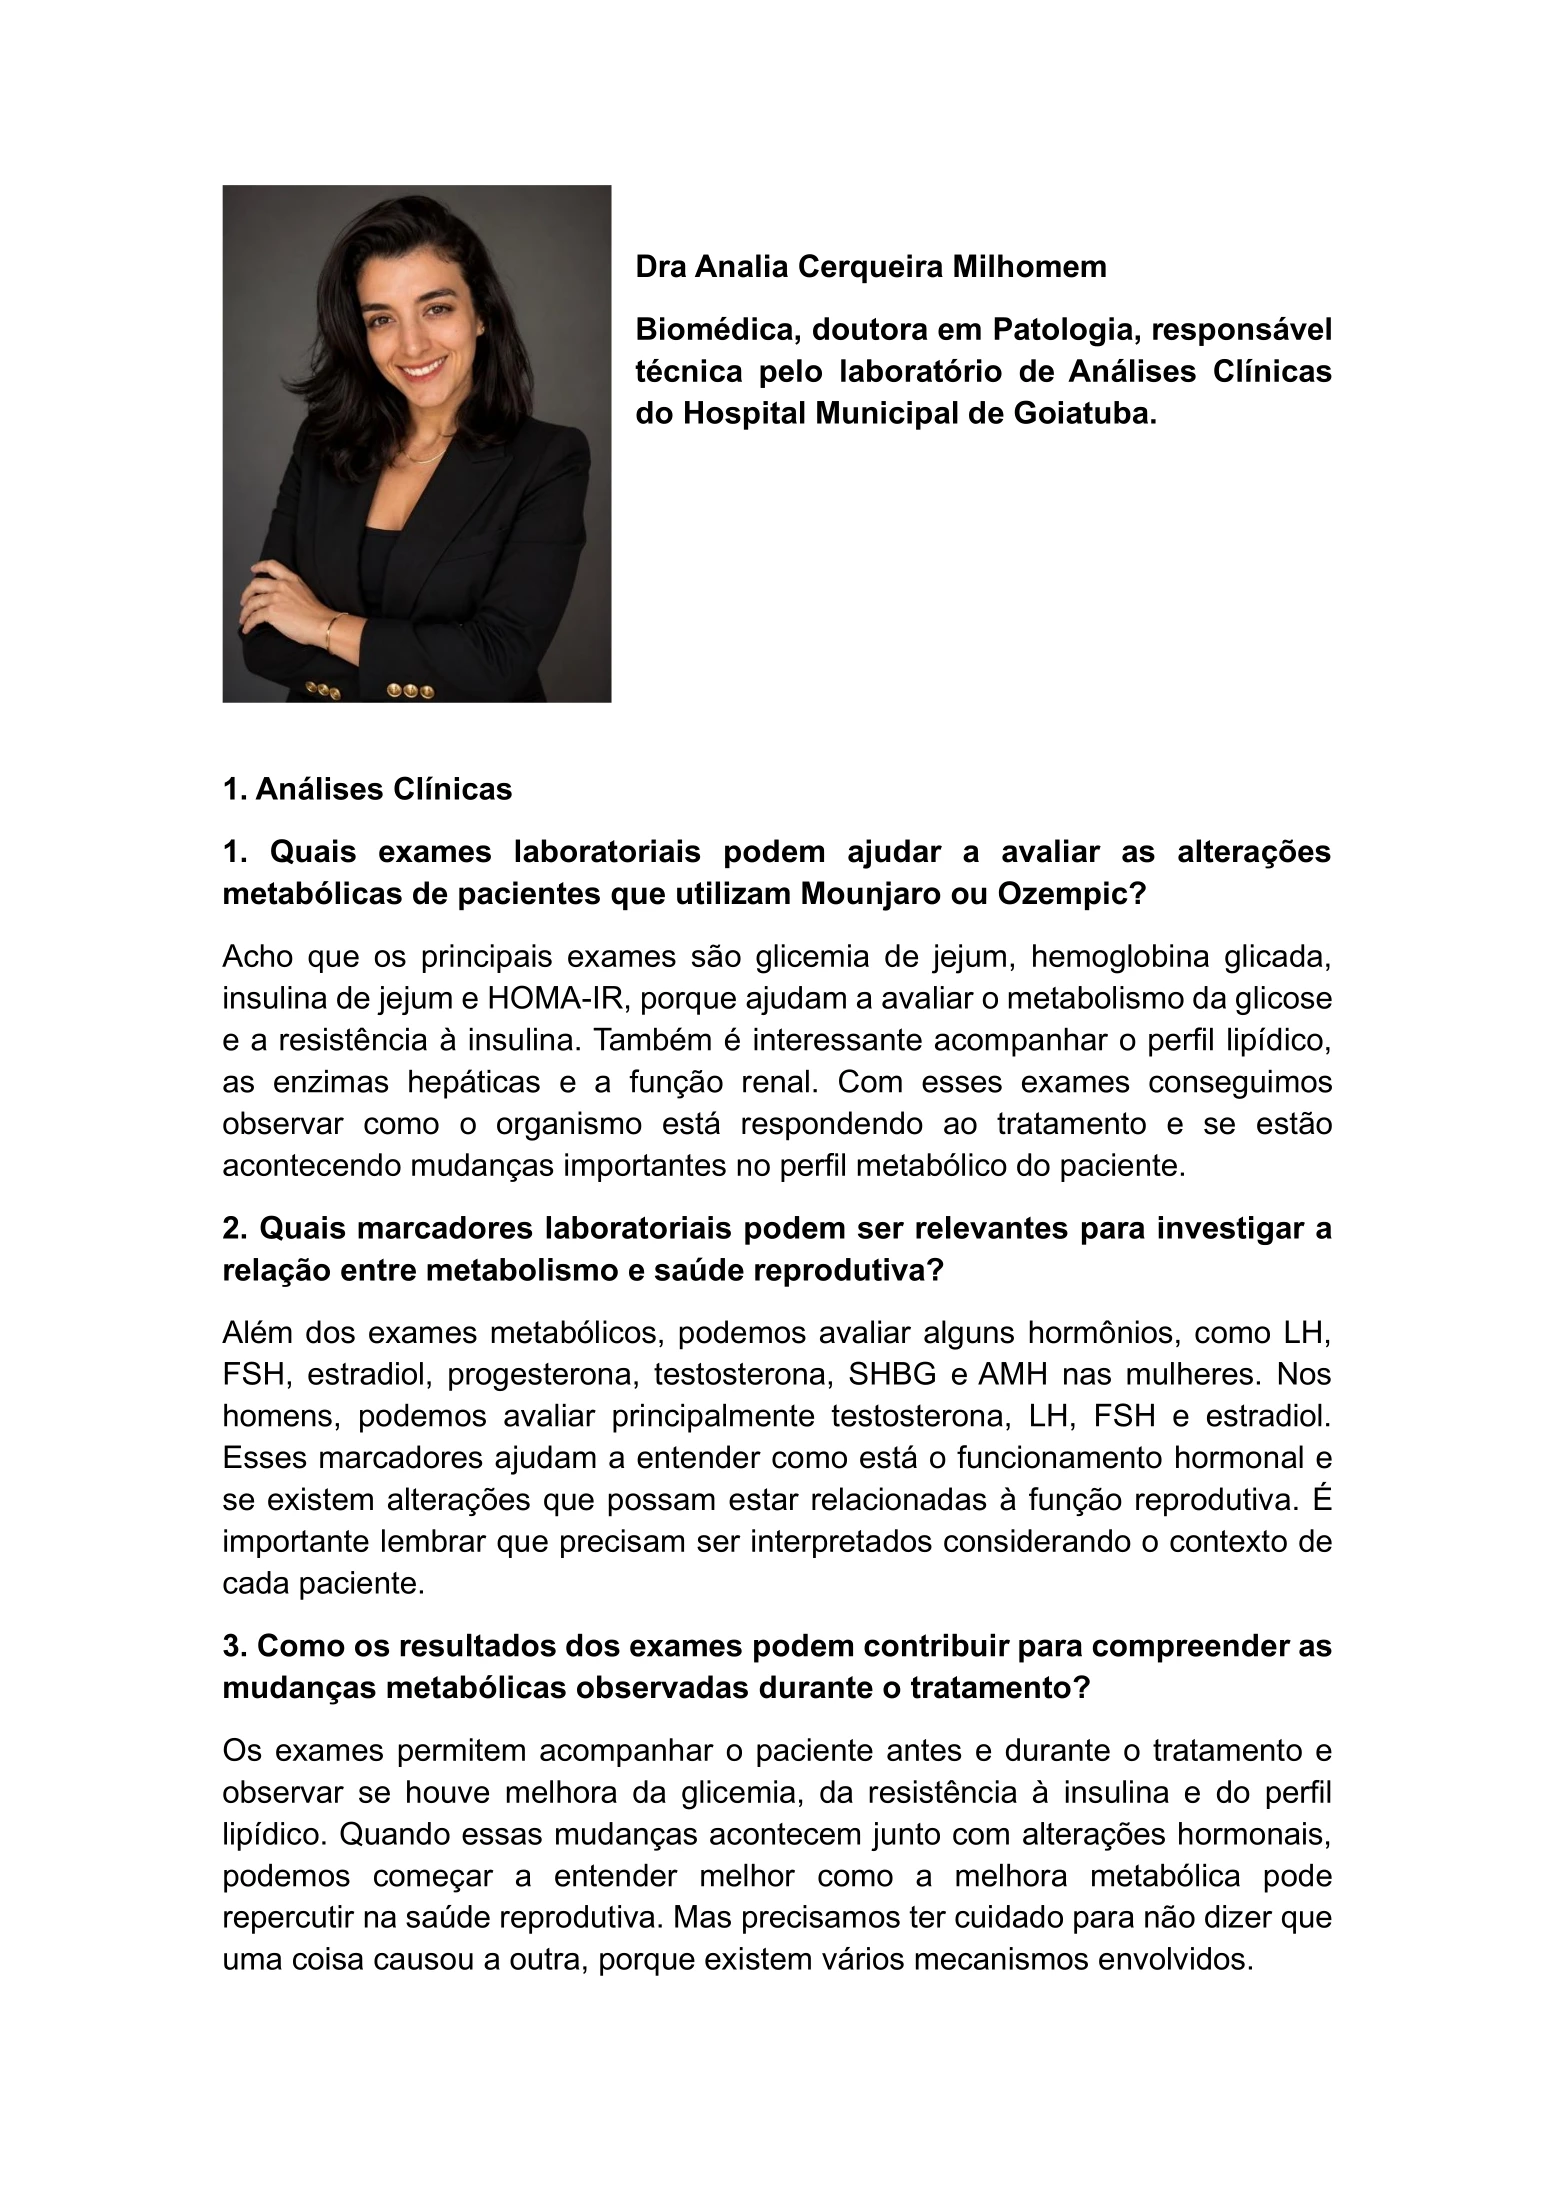 Dra Analia Cerqueira Milhomem
Biomédica, doutora em Patologia, responsável
técnica pelo laboratório de Análises Clínicas
do Hospital Municipal de Goiatuba.
1. Análises Clínicas
1. Quais exames laboratoriais podem ajudar a avaliar as alterações
metabólicas de pacientes que utilizam Mounjaro ou Ozempic?
Acho que os principais exames são glicemia de jejum, hemoglobina glicada,
insulina de jejum e HOMA-IR, porque ajudam a avaliar o metabolismo da glicose
e a resistência à insulina. Também é interessante acompanhar o perfil lipídico,
as enzimas hepáticas e a função renal. Com esses exames conseguimos
observar como o organismo está respondendo ao tratamento e se estão
acontecendo mudanças importantes no perfil metabólico do paciente.
2. Quais marcadores laboratoriais podem ser relevantes para investigar a
relação entre metabolismo e saúde reprodutiva?
Além dos exames metabólicos, podemos avaliar alguns hormônios, como LH,
FSH, estradiol, progesterona, testosterona, SHBG e AMH nas mulheres. Nos
homens, podemos avaliar principalmente testosterona, LH, FSH e estradiol.
Esses marcadores ajudam a entender como está o funcionamento hormonal e
se existem alterações que possam estar relacionadas à função reprodutiva. É
importante lembrar que precisam ser interpretados considerando o contexto de
cada paciente.
3. Como os resultados dos exames podem contribuir para compreender as
mudanças metabólicas observadas durante o tratamento?
Os exames permitem acompanhar o paciente antes e durante o tratamento e
observar se houve melhora da glicemia, da resistência à insulina e do perfil
lipídico. Quando essas mudanças acontecem junto com alterações hormonais,
podemos começar a entender melhor como a melhora metabólica pode
repercutir na saúde reprodutiva. Mas precisamos ter cuidado para não dizer que
uma coisa causou a outra, porque existem vários mecanismos envolvidos.